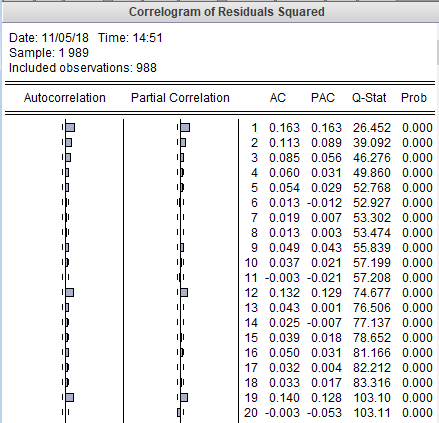 Correlogram of Residuals Squared
Date: 11/05/18 Time: 14:51
Sample: 1 989
Included observations: 988
Autocorrelation Partial Correlation AC PAC Q-Stat Prob
1 0.163 0.163 26.452 0.000
2 0.113 0.089 39.092 0.000
3 0.085 0.056 46.276 0.000
4 0.060 0.031 49.860 0.000
5 0.054 0.029 52.768 0.000
6 0.013 -0.012 52.927 0.000
7 0.019 0.007 53.302 0.000
8 0.013 0.003 53.474 0.000
9 0.049 0.043 55.839 0.000
10 0.037 0.021 57.199 0.000
11 -0.003 -0.021 57.208 0.000
12 0.132 0.129 74.677 0.000
13 0.043 0.001 76.506 0.000
14 0.025 -0.007 77.137 0.000
15 0.039 0.018 78.652 0.000
16 0.050 0.031 81.166 0.000
17 0.032 0.004 82.212 0.000
18 0.033 0.017 83.316 0.000
19 0.140 0.128 103.10 0.000
20 -0.003 -0.053 103.11 0.000